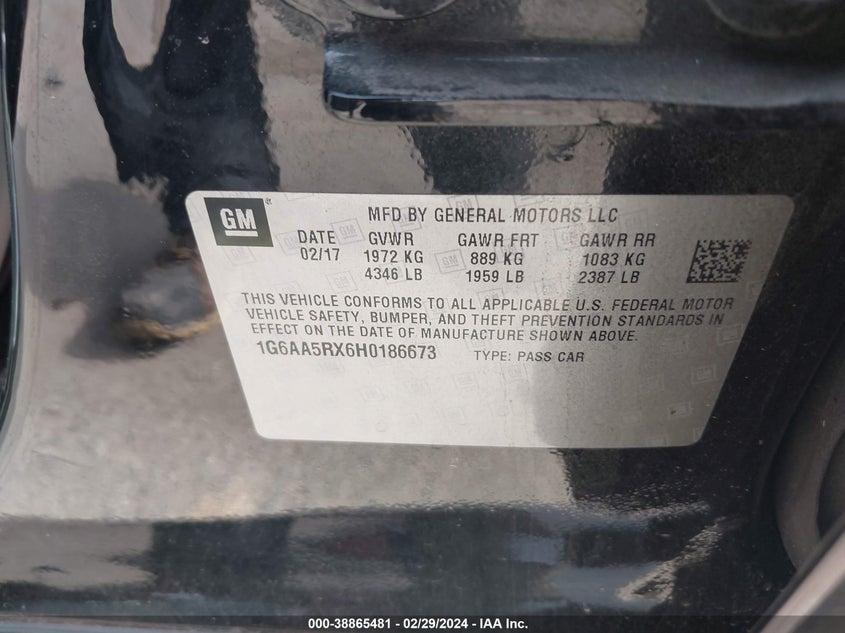 GM
MFD BY GENERAL MOTORS LLC
DATE GVWR GAWR FRT GAWR RR
02/17 1972 KG 889 KG 1083 KG
4346 LB 1959 LB 2387 LB
THIS VEHICLE CONFORMS TO ALL APPLICABLE U.S. FEDERAL MOTOR
VEHICLE SAFETY, BUMPER, AND THEFT PREVENTION STANDARDS IN
EFFECT ON THE DATE OF MANUFACTURE SHOWN ABOVE.
1G6AA5RX6H0186673 TYPE: PASS CAR
000-38865481 - 02/29/2024 - IAA Inc.